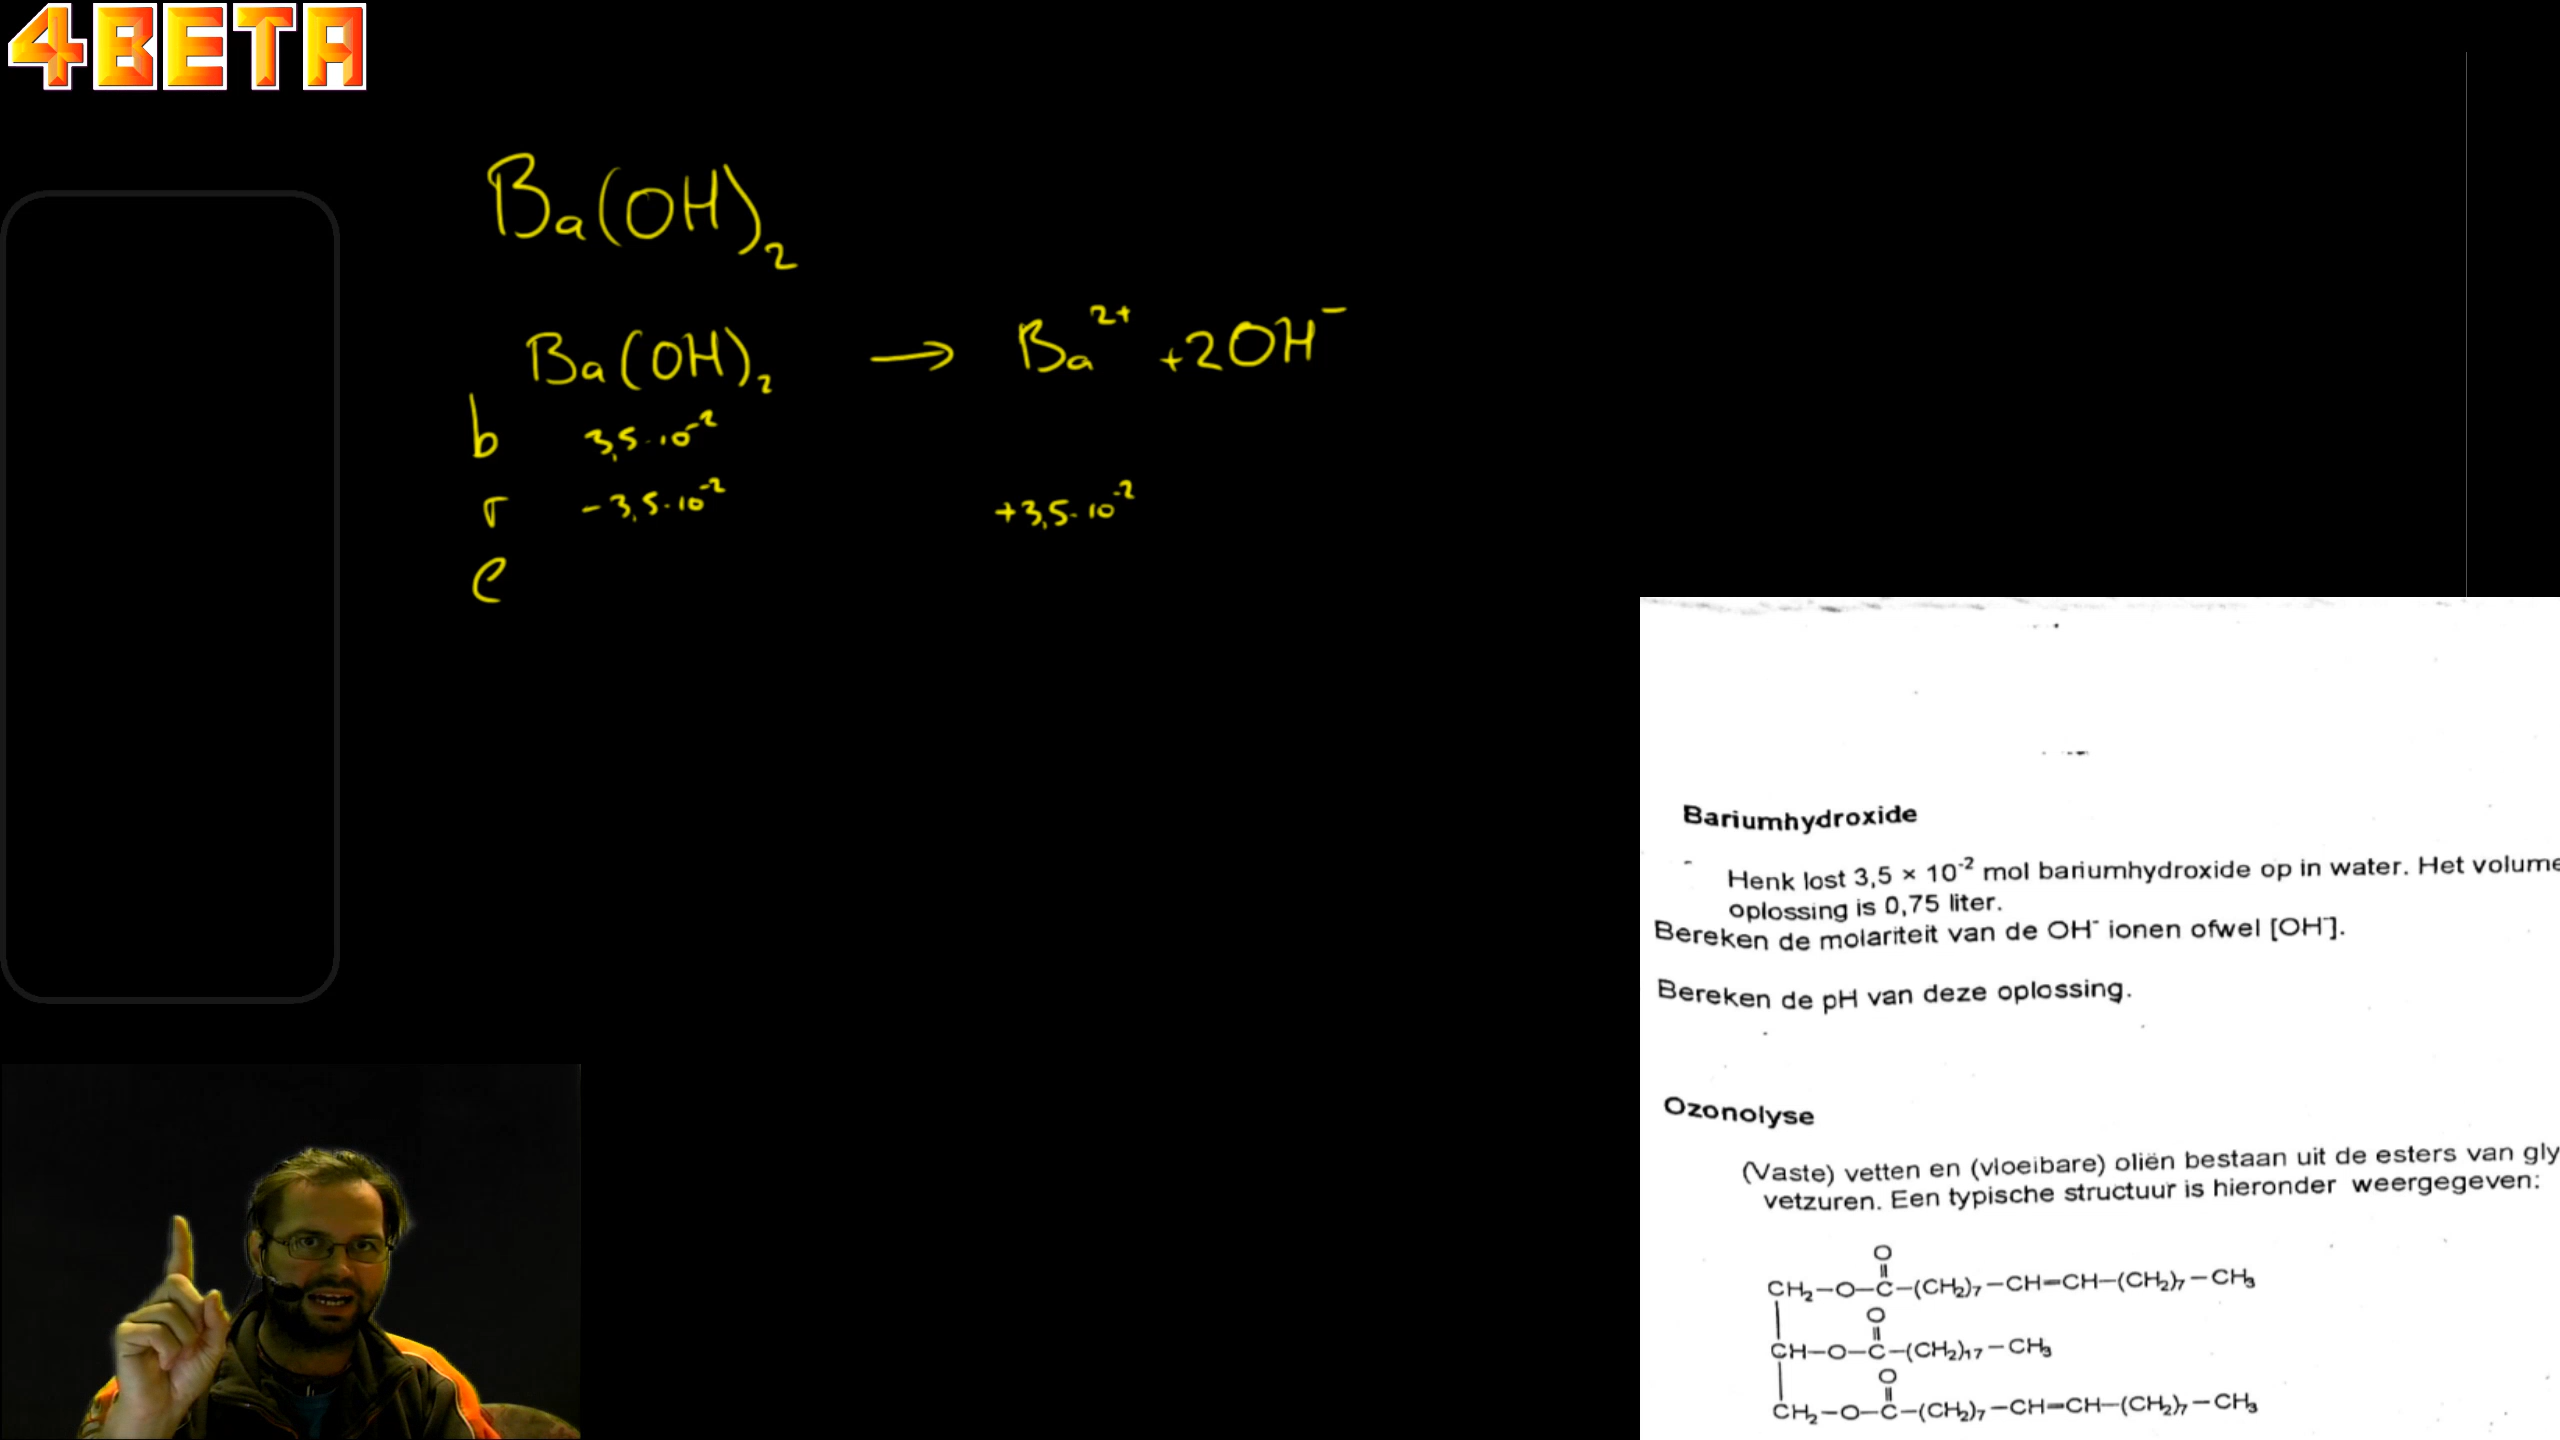 4BETA
Ba(OH)₂
Ba(OH)₂ → Ba²⁺ + 2OH⁻
b 3,5·10⁻²
r -3,5·10⁻² +3,5·10⁻²
e
Bariumhydroxide
Henk lost 3,5 × 10⁻² mol bariumhydroxide op in water. Het volume
oplossing is 0,75 liter.
Bereken de molariteit van de OH⁻ ionen ofwel [OH⁻].
Bereken de pH van deze oplossing.
Ozonolyse
(Vaste) vetten en (vloeibare) oliën bestaan uit de esters van gly
vetzuren. Een typische structuur is hieronder weergegeven:
O
CH₂–O–C–(CH₂)₇–CH=CH–(CH₂)₇–CH₃
O
CH–O–C–(CH₂)₁₇–CH₃
O
CH₂–O–C–(CH₂)₇–CH=CH–(CH₂)₇–CH₃